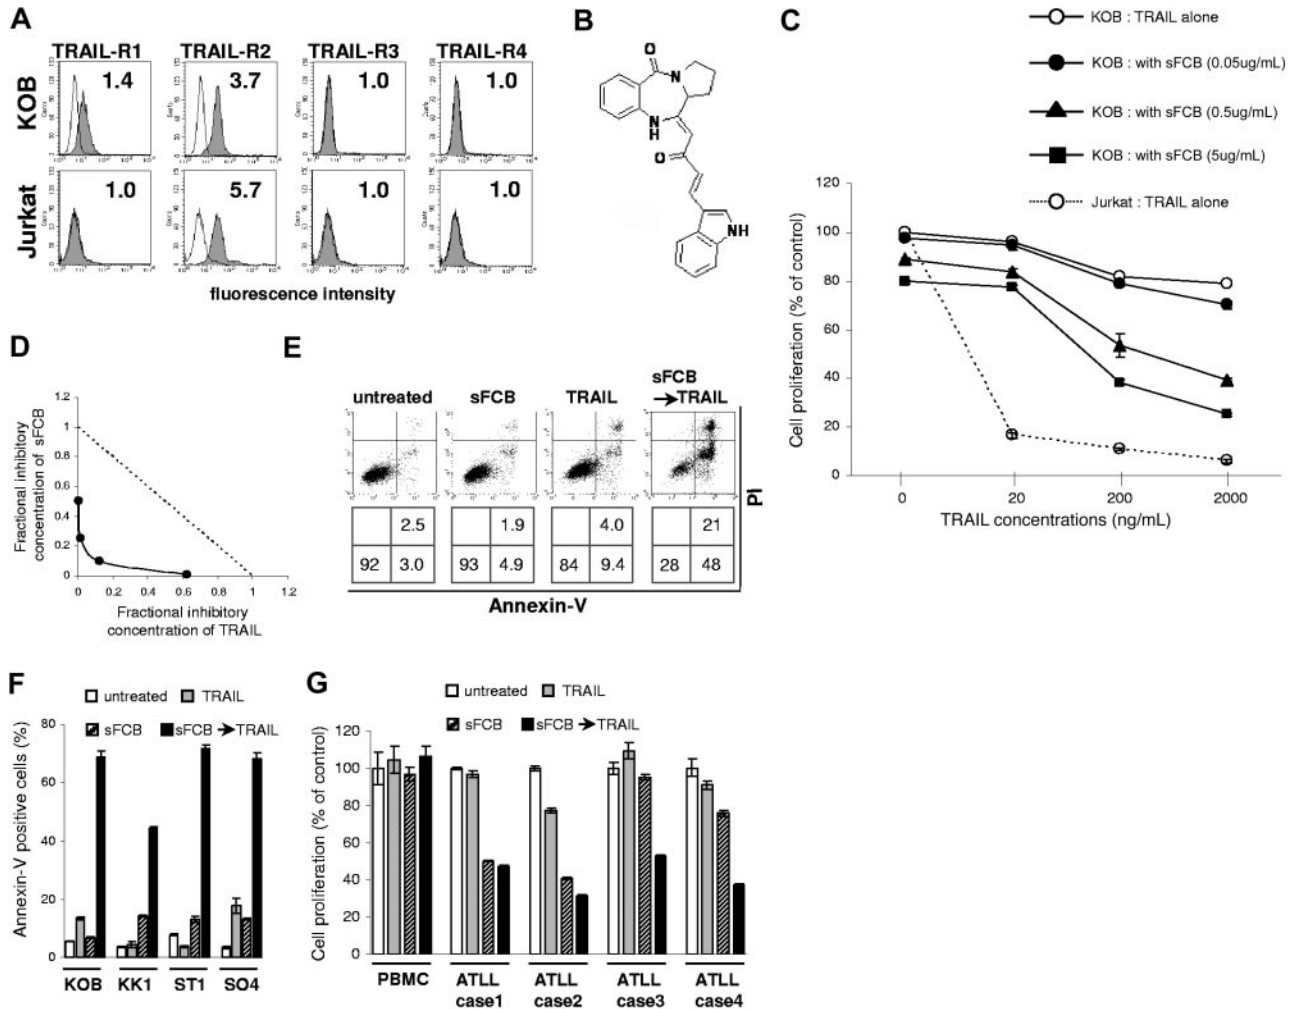 A
TRAIL-R1 TRAIL-R2 TRAIL-R3 TRAIL-R4
KOB
1.4 3.7 1.0 1.0
Jurkat
1.0 5.7 1.0 1.0
fluorescence intensity
B
O
N
N
H
O
NH
C
KOB : TRAIL alone
KOB : with sFCB (0.05ug/mL)
KOB : with sFCB (0.5ug/mL)
KOB : with sFCB (5ug/mL)
Jurkat : TRAIL alone
Cell proliferation (% of control)
120
100
80
60
40
20
0
0 20 200 2000
TRAIL concentrations (ng/mL)
D
Fractional inhibitory
concentration of sFCB
1.2
1
0.8
0.6
0.4
0.2
0
0 0.2 0.4 0.6 0.8 1 1.2
Fractional inhibitory
concentration of TRAIL
E
untreated sFCB TRAIL sFCB
→TRAIL
PI
2.5 1.9 4.0 21
92 3.0 93 4.9 84 9.4 28 48
Annexin-V
F
untreated TRAIL
sFCB sFCB →TRAIL
Annexin-V positive cells (%)
80
60
40
20
0
KOB KK1 ST1 SO4
G
untreated TRAIL
sFCB sFCB →TRAIL
Cell proliferation (% of control)
120
100
80
60
40
20
0
PBMC ATLL ATLL ATLL ATLL
case1 case2 case3 case4